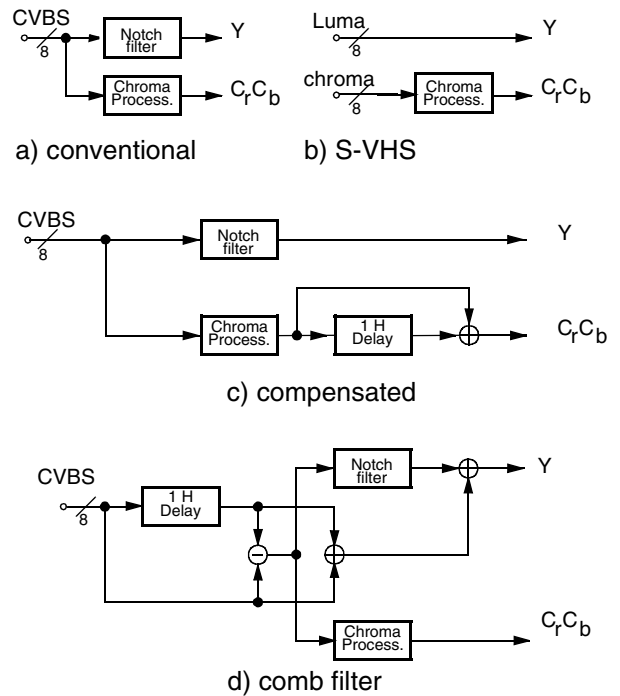 CVBS
8
Notch
filter
Y
Chroma
Process.
CrCb
a) conventional
Luma
8
Y
chroma
8
Chroma
Process.
CrCb
b) S-VHS
CVBS
8
Notch
filter
Y
Chroma
Process.
1 H
Delay
CrCb
c) compensated
CVBS
8
1 H
Delay
Notch
filter
Y
Chroma
Process.
CrCb
d) comb filter